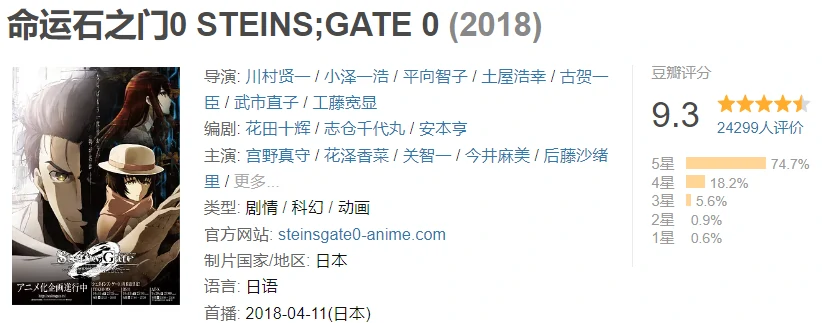 命运石之门0 STEINS;GATE 0 (2018)
导演: 川村贤一 / 小泽一浩 / 平向智子 / 土屋浩幸 / 古贺一
臣 / 武市直子 / 工藤宽显
编剧: 花田十辉 / 志仓千代丸 / 安本亨
主演: 宫野真守 / 花泽香菜 / 关智一 / 今井麻美 / 后藤沙绪
里 / 更多...
类型: 剧情 / 科幻 / 动画
官方网站: steinsgate0-anime.com
制片国家/地区: 日本
语言: 日语
首播: 2018-04-11(日本)
豆瓣评分
9.3
24299人评价
5星 74.7%
4星 18.2%
3星 5.6%
2星 0.9%
1星 0.6%
Steins;Gate
アニメ化企画進行中